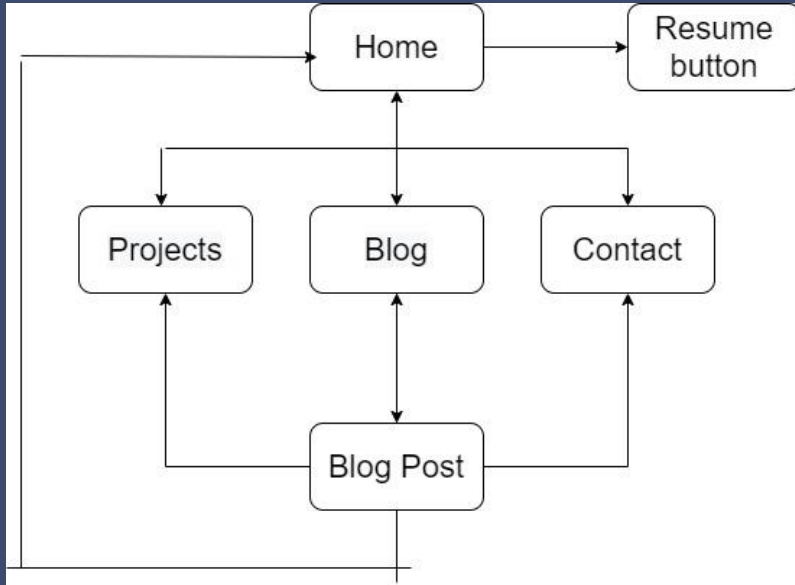 Home
Resume
button
Projects
Blog
Contact
Blog Post